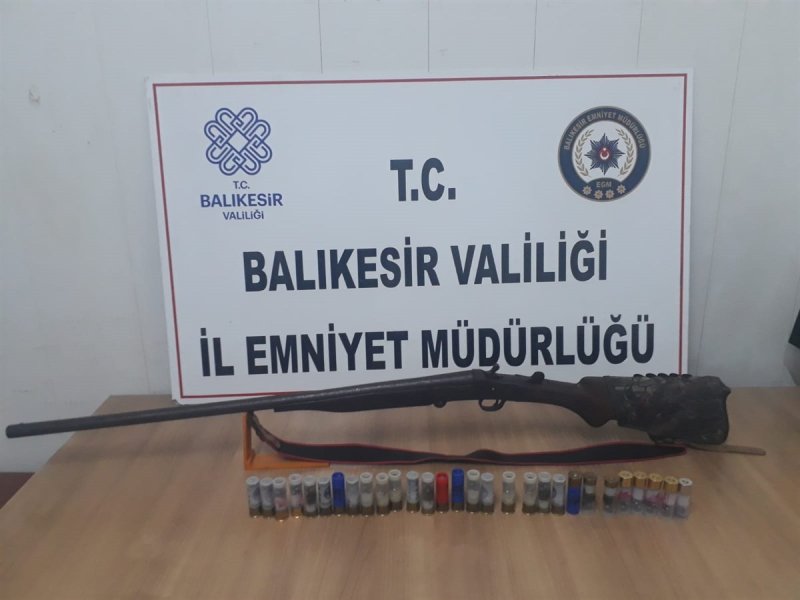 T.C.
BALIKESİR
VALİLİĞİ
BALIKESİR EMNİYET MÜDÜRLÜĞÜ
EGM
T.C.
BALIKESİR VALİLİĞİ
İL EMNİYET MÜDÜRLÜĞÜ